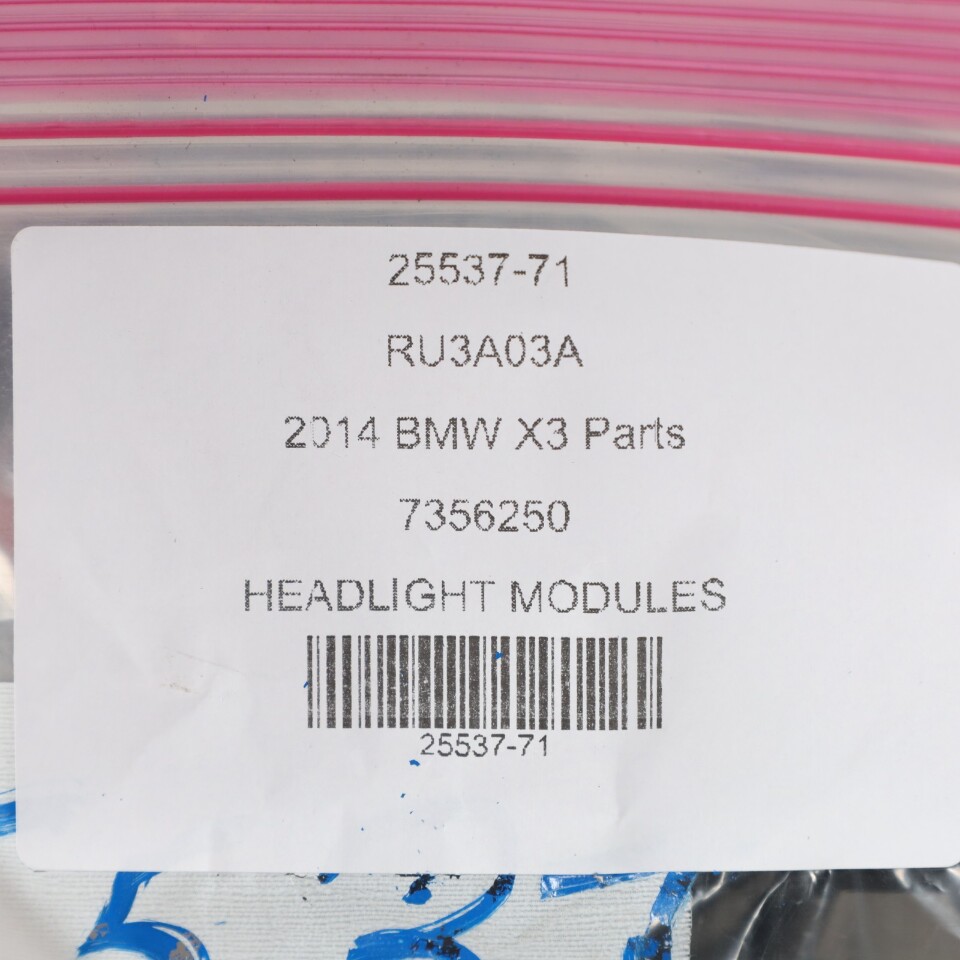 25537-71
RU3A03A
2014 BMW X3 Parts
7356250
HEADLIGHT MODULES
25537-71